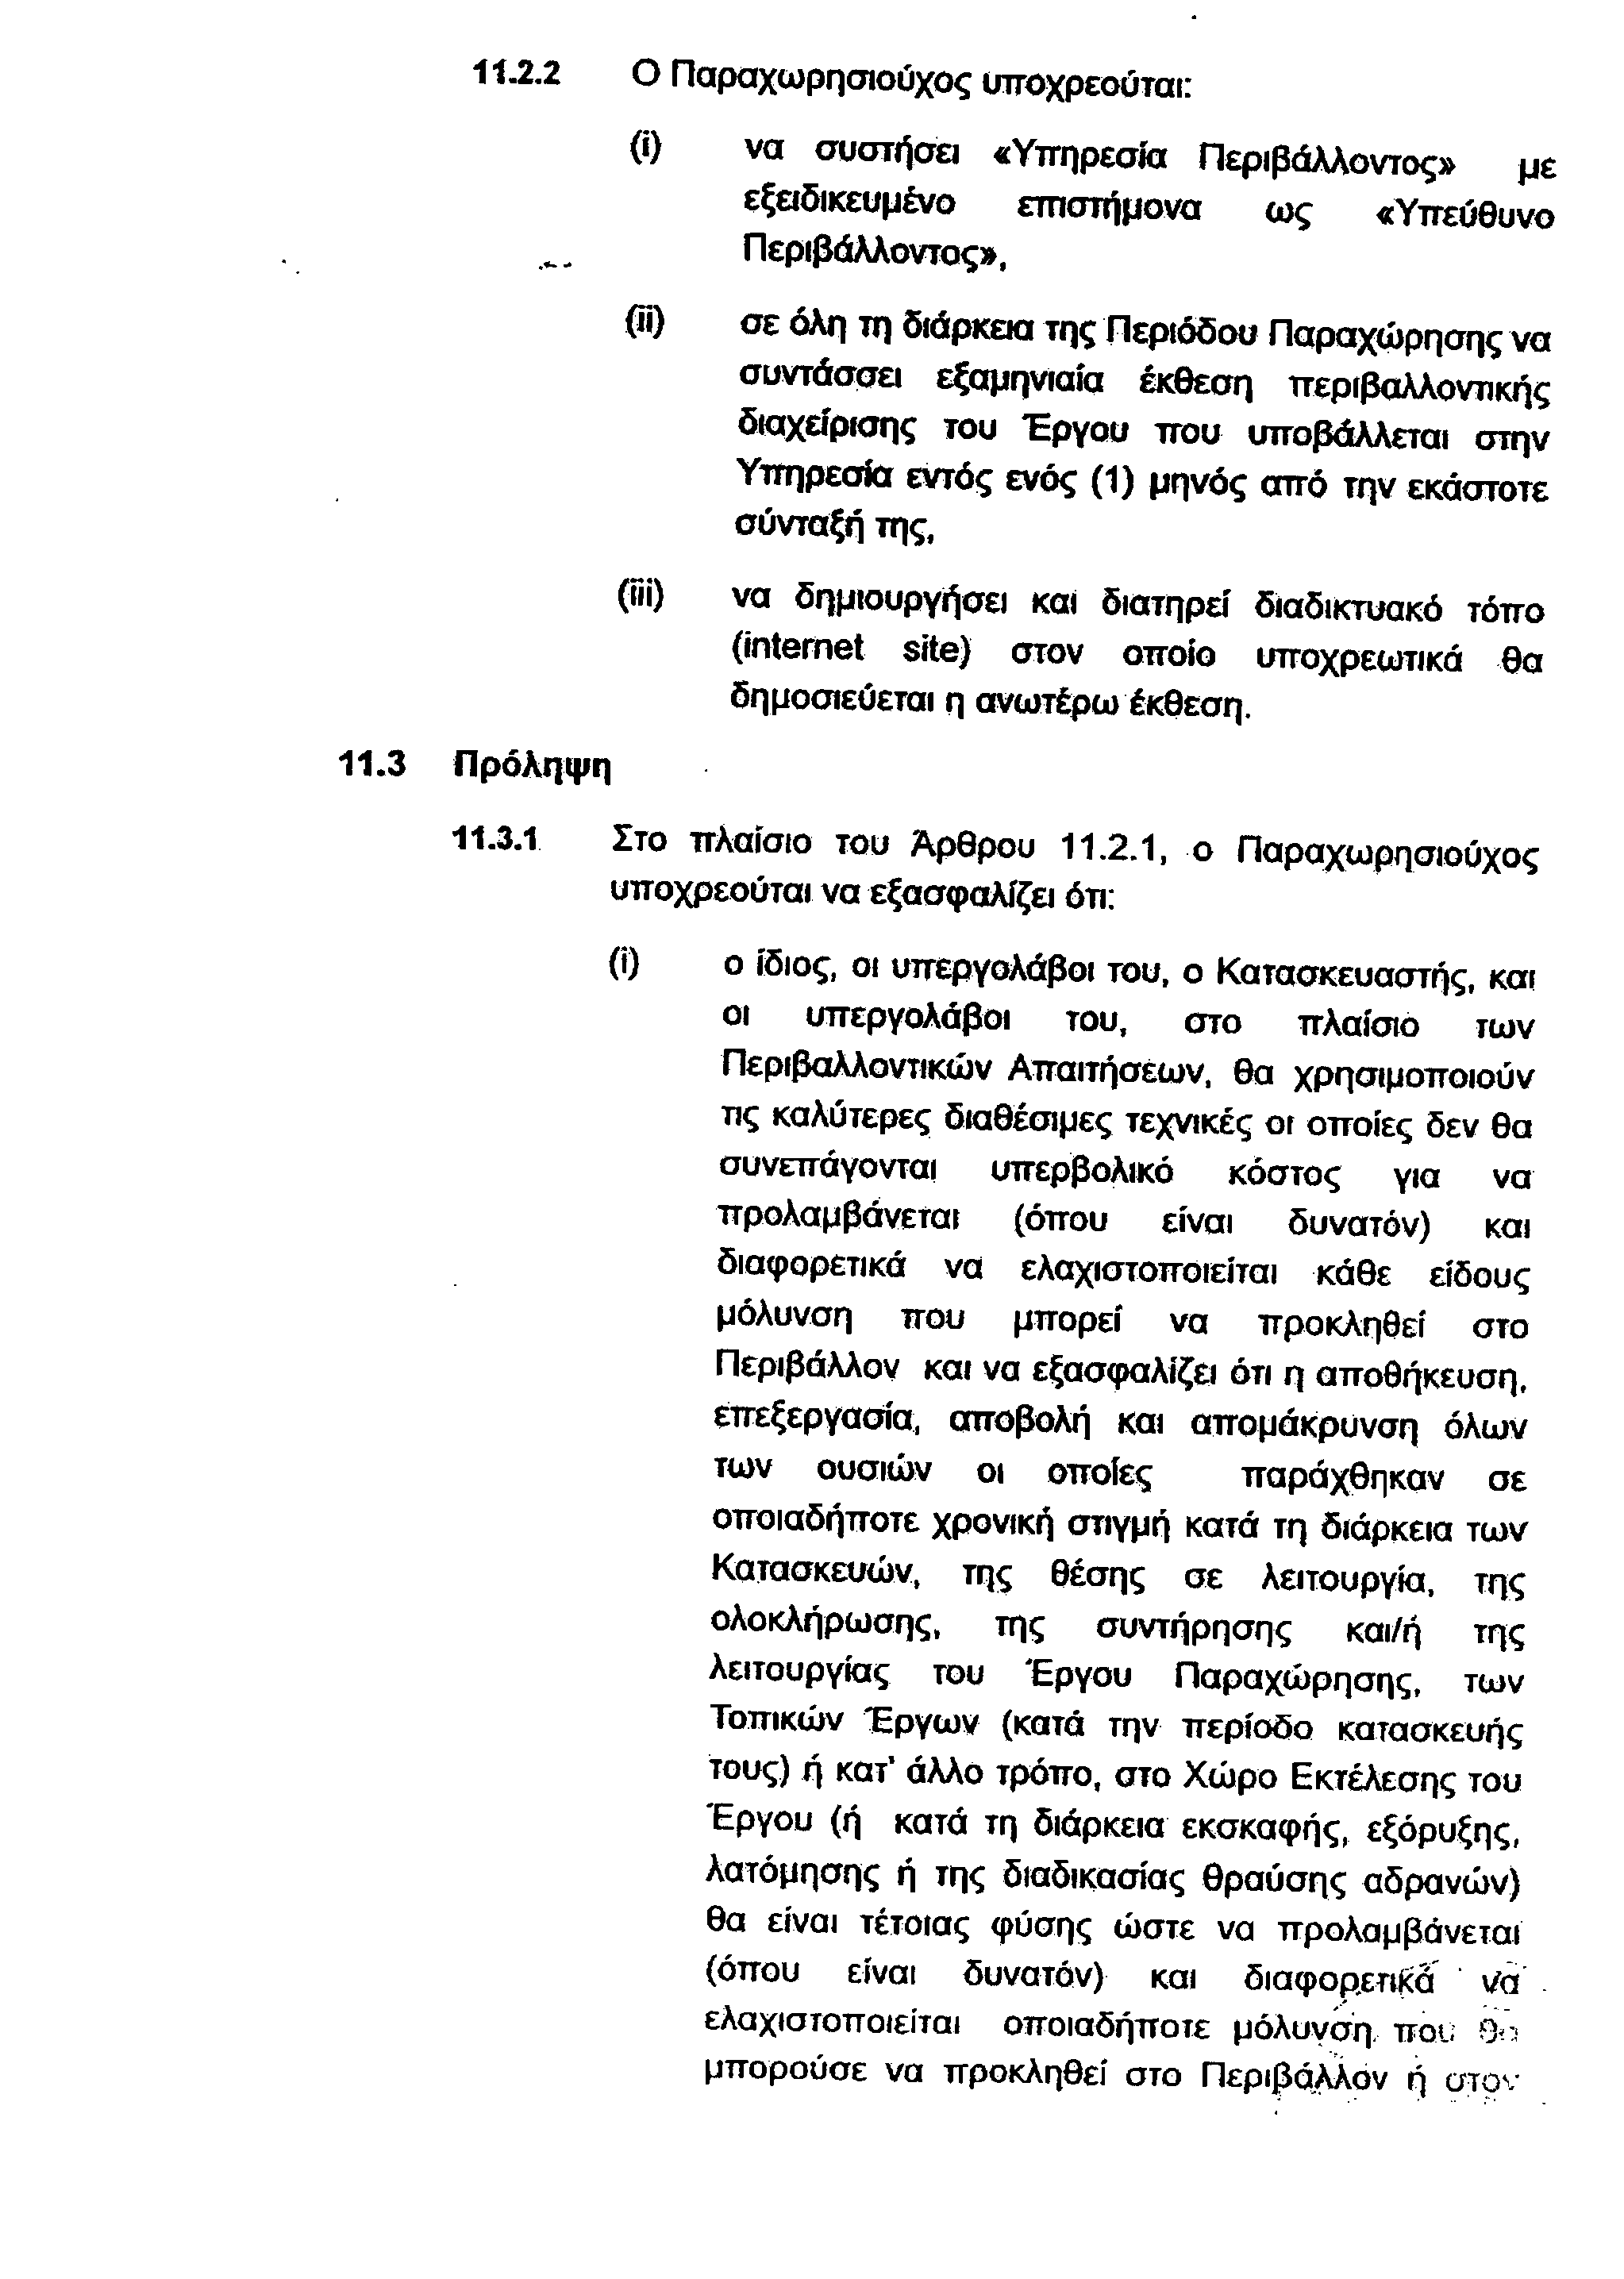 11.2.2 Ο Παραχωρησιούχος υποχρεούται:
(i) να συστήσει «Υπηρεσία Περιβάλλοντος» με
εξειδικευμένο επιστήμονα ως «Υπεύθυνο
Περιβάλλοντος»,
(ii) σε όλη τη διάρκεια της Περιόδου Παραχώρησης να
συντάσσει εξαμηνιαία έκθεση περιβαλλοντικής
διαχείρισης του Έργου που υποβάλλεται στην
Υπηρεσία εντός ενός (1) μηνός από την εκάστοτε
σύνταξή της,
(iii) να δημιουργήσει και διατηρεί διαδικτυακό τόπο
(internet site) στον οποίο υποχρεωτικά θα
δημοσιεύεται η ανωτέρω έκθεση.
11.3 Πρόληψη
11.3.1 Στο πλαίσιο του Άρθρου 11.2.1, ο Παραχωρησιούχος
υποχρεούται να εξασφαλίζει ότι:
(i) ο ίδιος, οι υπεργολάβοι του, ο Κατασκευαστής, και
οι υπεργολάβοι του, στο πλαίσιο των
Περιβαλλοντικών Απαιτήσεων, θα χρησιμοποιούν
τις καλύτερες διαθέσιμες τεχνικές οι οποίες δεν θα
συνεπάγονται υπερβολικό κόστος για να
προλαμβάνεται (όπου είναι δυνατόν) και
διαφορετικά να ελαχιστοποιείται κάθε είδους
μόλυνση που μπορεί να προκληθεί στο
Περιβάλλον και να εξασφαλίζει ότι η αποθήκευση,
επεξεργασία, αποβολή και απομάκρυνση όλων
των ουσιών οι οποίες παράχθηκαν σε
οποιαδήποτε χρονική στιγμή κατά τη διάρκεια των
Κατασκευών, της θέσης σε λειτουργία, της
ολοκλήρωσης, της συντήρησης και/ή της
λειτουργίας του Έργου Παραχώρησης, των
Τοπικών Έργων (κατά την περίοδο κατασκευής
τους) ή κατ' άλλο τρόπο, στο Χώρο Εκτέλεσης του
Έργου (ή κατά τη διάρκεια εκσκαφής, εξόρυξης,
λατόμησης ή της διαδικασίας θραύσης αδρανών)
θα είναι τέτοιας φύσης ώστε να προλαμβάνεται
(όπου είναι δυνατόν) και διαφορετικά να
ελαχιστοποιείται οποιαδήποτε μόλυνση που θα
μπορούσε να προκληθεί στο Περιβάλλον ή στον